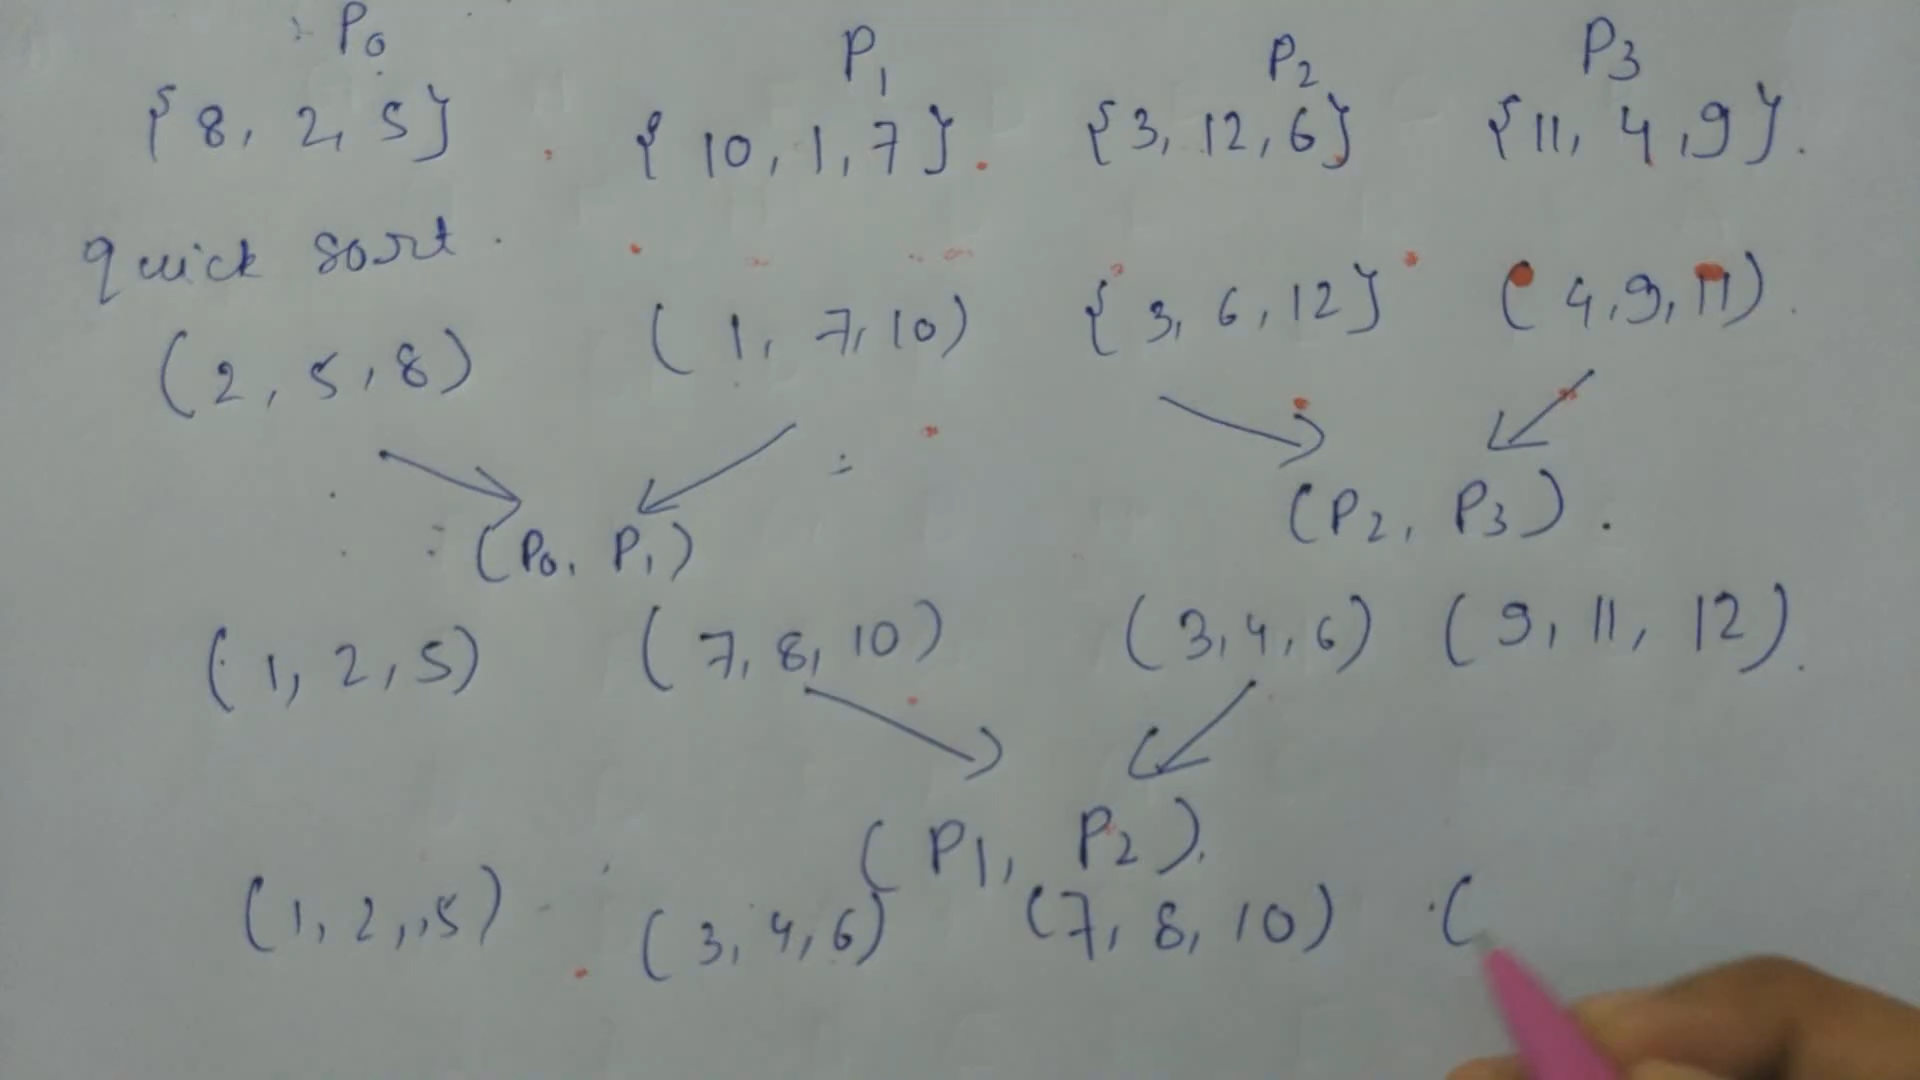 P0 P1 P2 P3
{8, 2, 5} {10, 1, 7}. {3, 12, 6} {11, 4, 9}.
quick sort.
(2, 5, 8) (1, 7, 10) {3, 6, 12} (4, 9, 11).
(P0, P1) (P2, P3).
(1, 2, 5) (7, 8, 10) (3, 4, 6) (9, 11, 12).
(P1, P2).
(1, 2,, 5) (3, 4, 6) (7, 8, 10) (